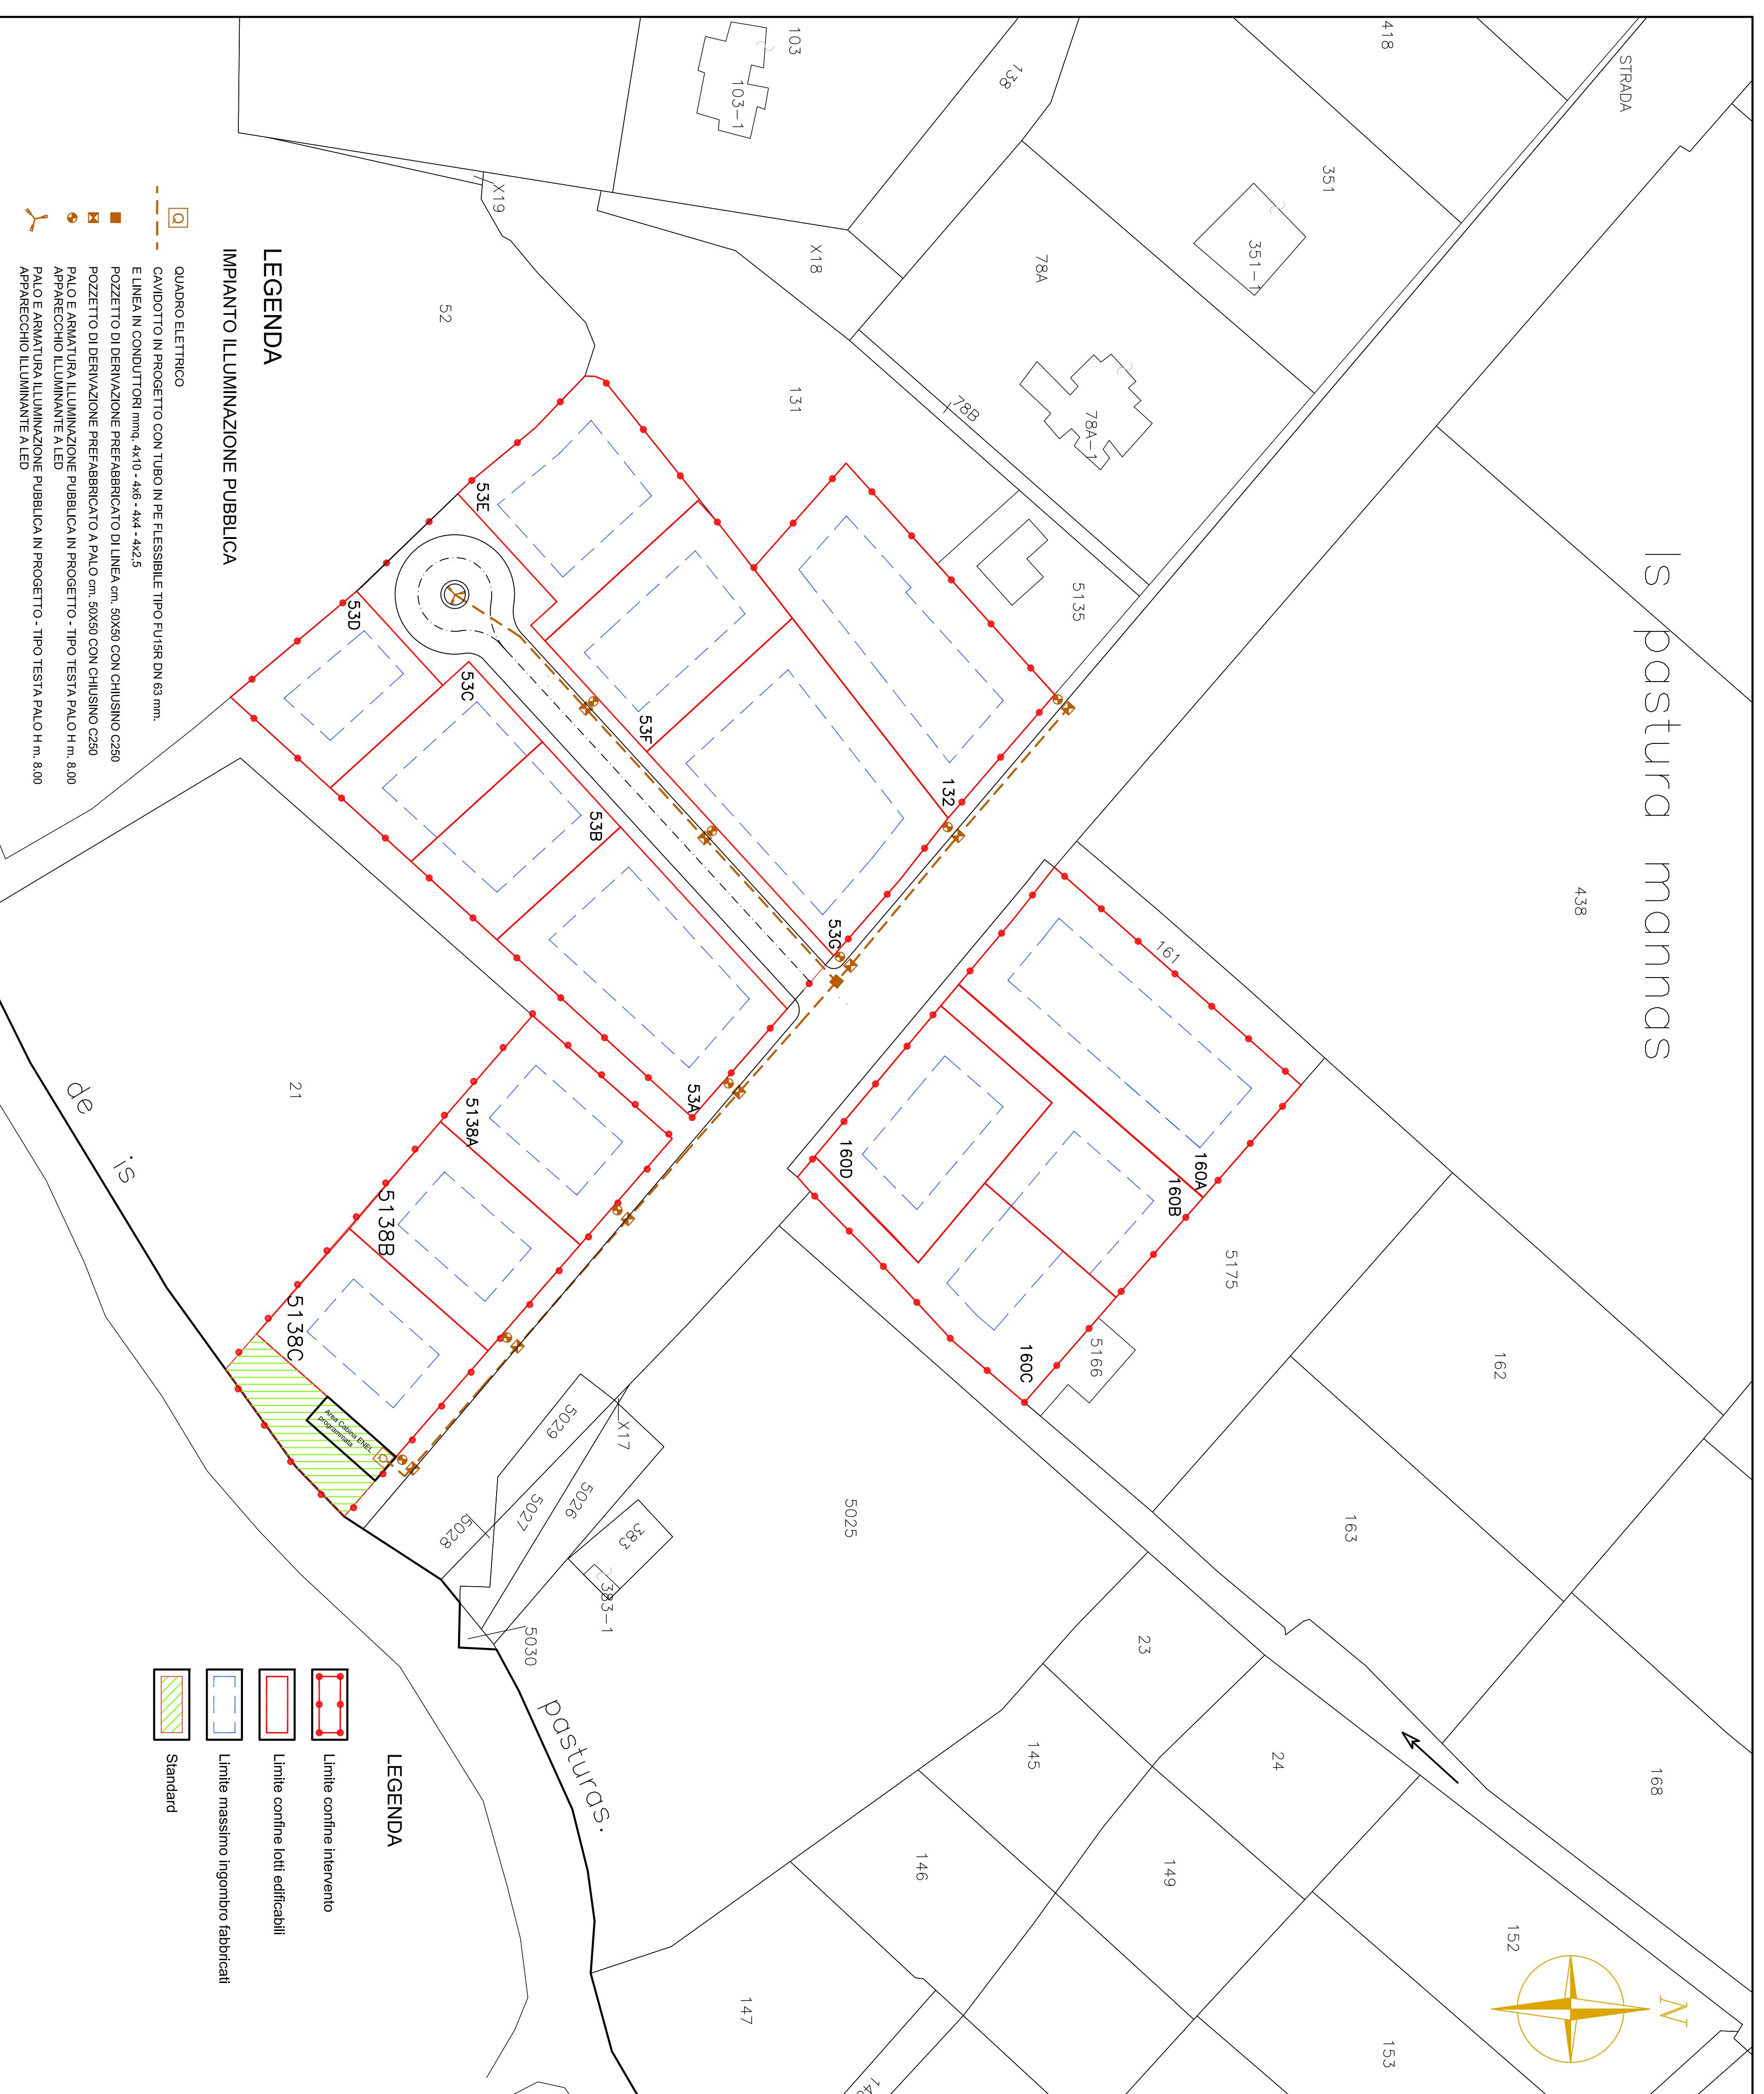 Is pastura mannas
N
STRADA
418
351
351-1
138
103
103-1
X19
X18
78A
78A-1
78B
5135
131
52
438
161
162
163
168
5175
5166
160A
160B
160C
160D
132
53A
53B
53C
53D
53E
53F
53G
5138A
5138B
5138C
Area Cabina ENEL
programmata
Q
21
de is pasturas.
5029
X17
5026
5027
5028
383
383-1
5030
5025
23
24
145
146
147
149
152
153
LEGENDA
IMPIANTO ILLUMINAZIONE PUBBLICA
Q
QUADRO ELETTRICO
CAVIDOTTO IN PROGETTO CON TUBO IN PE FLESSIBILE TIPO FU15R DN 63 mm.
E LINEA IN CONDUTTORI mmq. 4x10 - 4x6 - 4x4 - 4x2,5
POZZETTO DI DERIVAZIONE PREFABBRICATO DI LINEA cm. 50X50 CON CHIUSINO C250
POZZETTO DI DERIVAZIONE PREFABBRICATO A PALO cm. 50X50 CON CHIUSINO C250
PALO E ARMATURA ILLUMINAZIONE PUBBLICA IN PROGETTO - TIPO TESTA PALO H m. 8.00
APPARECCHIO ILLUMINANTE A LED
PALO E ARMATURA ILLUMINAZIONE PUBBLICA IN PROGETTO - TIPO TESTA PALO H m. 8.00
APPARECCHIO ILLUMINANTE A LED
LEGENDA
Limite confine intervento
Limite confine lotti edificabili
Limite massimo ingombro fabbricati
Standard